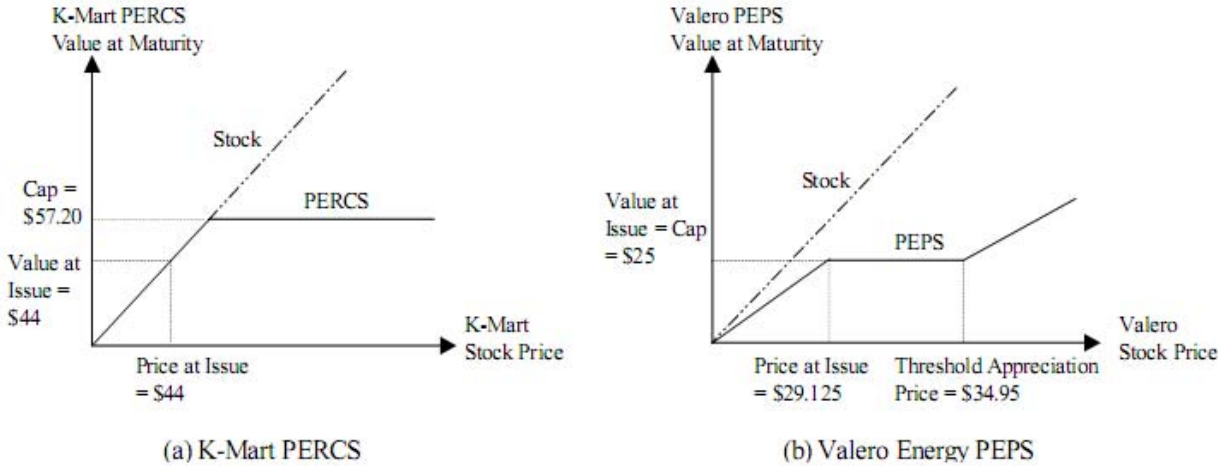 K-Mart PERCS
Value at Maturity
Stock
Cap =
$57.20
PERCS
Value at
Issue =
$44
K-Mart
Stock Price
Price at Issue
= $44
(a) K-Mart PERCS
Valero PEPS
Value at Maturity
Stock
Value at
Issue = Cap
= $25
PEPS
Valero
Stock Price
Price at Issue
= $29.125
Threshold Appreciation
Price = $34.95
(b) Valero Energy PEPS